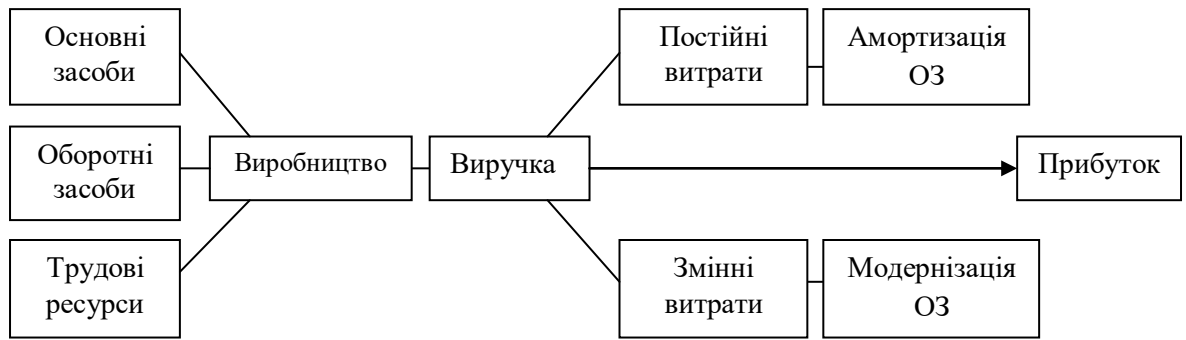 Основні
засоби
Оборотні
засоби
Трудові
ресурси
Виробництво
Виручка
Постійні
витрати
Амортизація
ОЗ
Змінні
витрати
Модернізація
ОЗ
Прибуток